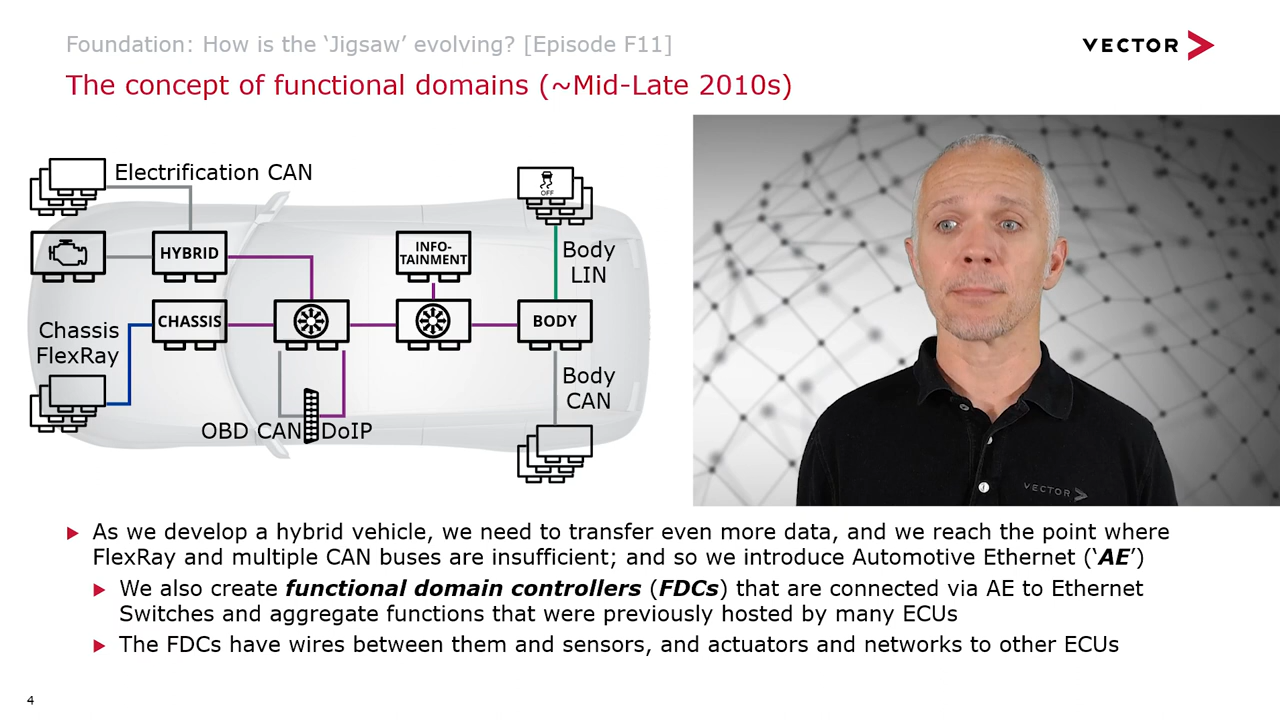 Foundation: How is the ‘Jigsaw’ evolving? [Episode F11]
VECTOR
The concept of functional domains (~Mid-Late 2010s)
Electrification CAN
OFF
HYBRID
INFO-
TAINMENT
Body
LIN
CHASSIS
BODY
Chassis
FlexRay
Body
CAN
OBD CAN
DoIP
VECTOR
As we develop a hybrid vehicle, we need to transfer even more data, and we reach the point where
FlexRay and multiple CAN buses are insufficient; and so we introduce Automotive Ethernet (‘AE’)
We also create functional domain controllers (FDCs) that are connected via AE to Ethernet
Switches and aggregate functions that were previously hosted by many ECUs
The FDCs have wires between them and sensors, and actuators and networks to other ECUs
4